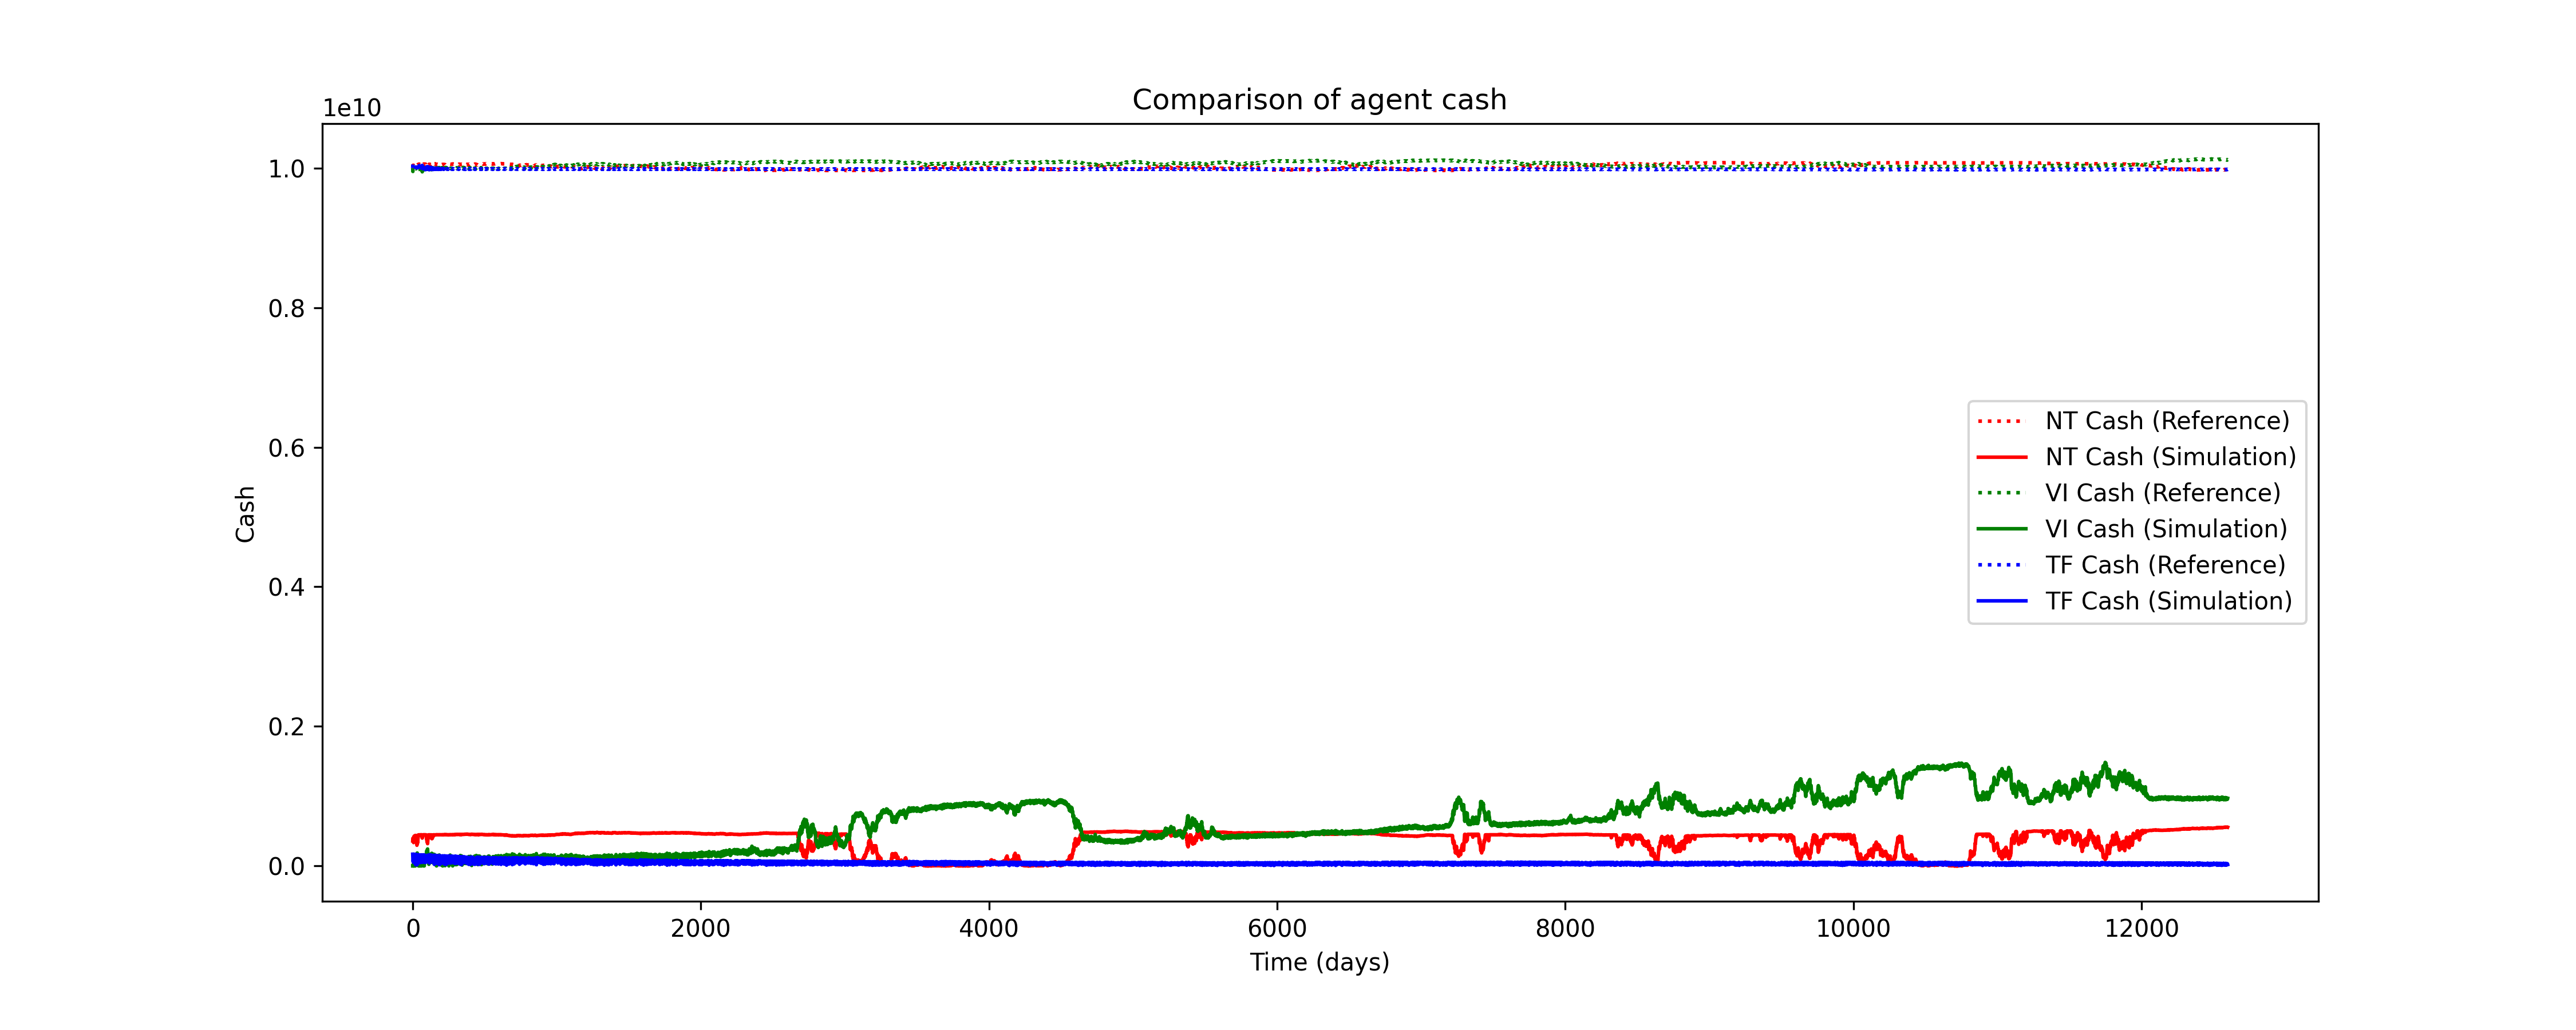 Comparison of agent cash
1e10
1.0
0.8
0.6
0.4
0.2
0.0
Cash
NT Cash (Reference)
NT Cash (Simulation)
VI Cash (Reference)
VI Cash (Simulation)
TF Cash (Reference)
TF Cash (Simulation)
0 2000 4000 6000 8000 10000 12000
Time (days)